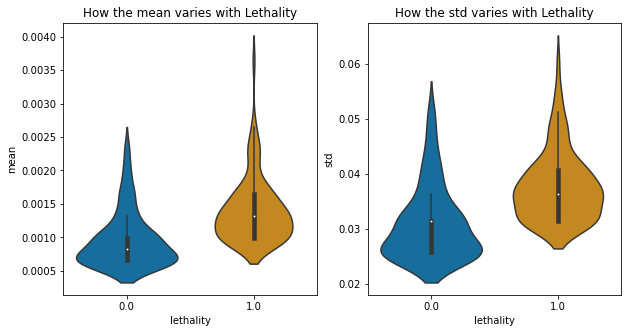 How the mean varies with Lethality
How the std varies with Lethality
0.0040
0.0035
0.0030
0.0025
0.0020
0.0015
0.0010
0.0005
mean
0.0
1.0
lethality
0.06
0.05
0.04
0.03
0.02
std
0.0
1.0
lethality